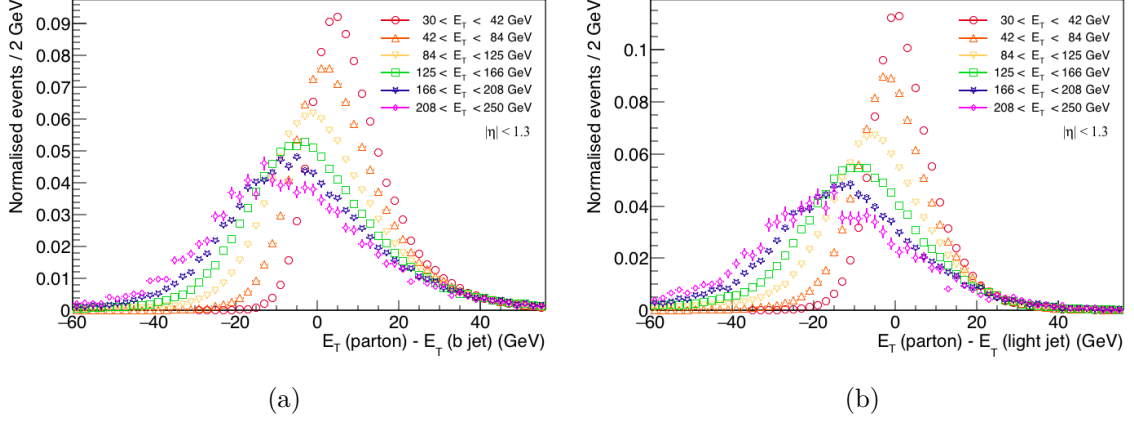 Normalised events / 2 GeV
0.09
0.08
0.07
0.06
0.05
0.04
0.03
0.02
0.01
0
−60
−40
−20
0
20
40
E_T (parton) - E_T (b jet) (GeV)
30 < E_T < 42 GeV
42 < E_T < 84 GeV
84 < E_T < 125 GeV
125 < E_T < 166 GeV
166 < E_T < 208 GeV
208 < E_T < 250 GeV
|η| < 1.3
(a)
Normalised events / 2 GeV
0.1
0.08
0.06
0.04
0.02
0
−60
−40
−20
0
20
40
E_T (parton) - E_T (light jet) (GeV)
30 < E_T < 42 GeV
42 < E_T < 84 GeV
84 < E_T < 125 GeV
125 < E_T < 166 GeV
166 < E_T < 208 GeV
208 < E_T < 250 GeV
|η| < 1.3
(b)